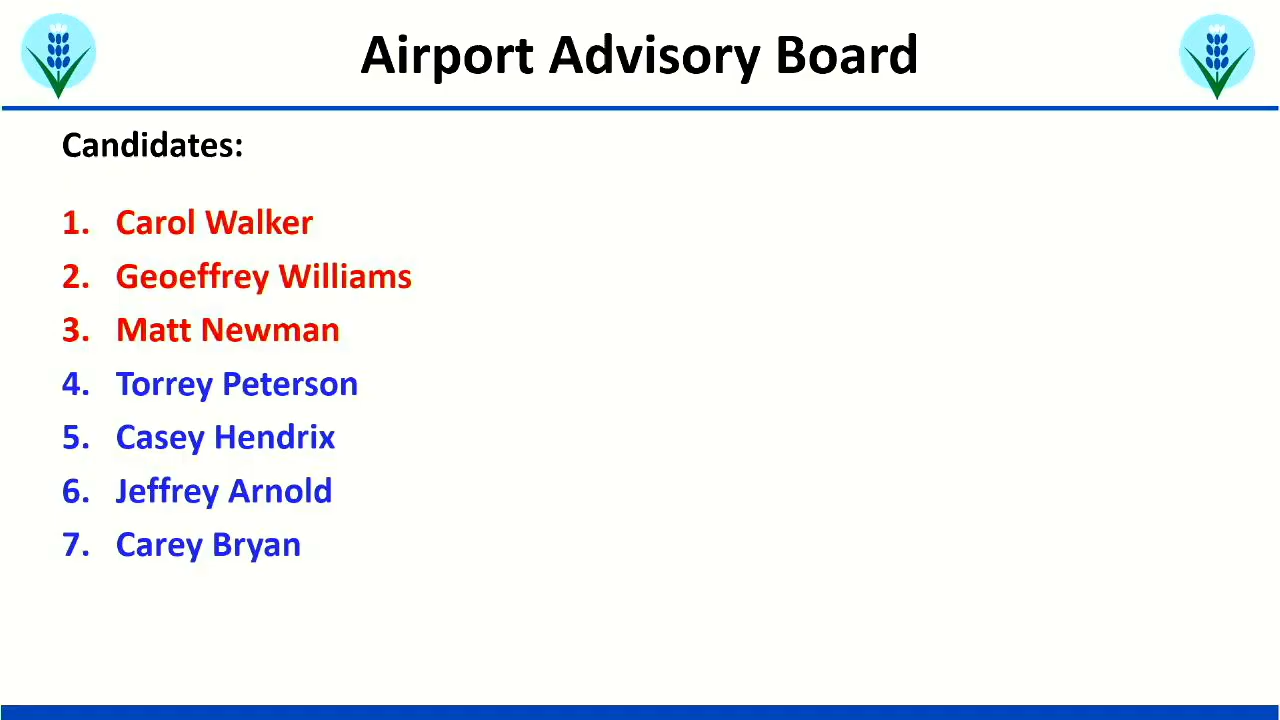 Airport Advisory Board
Candidates:
1. Carol Walker
2. Geoeffrey Williams
3. Matt Newman
4. Torrey Peterson
5. Casey Hendrix
6. Jeffrey Arnold
7. Carey Bryan